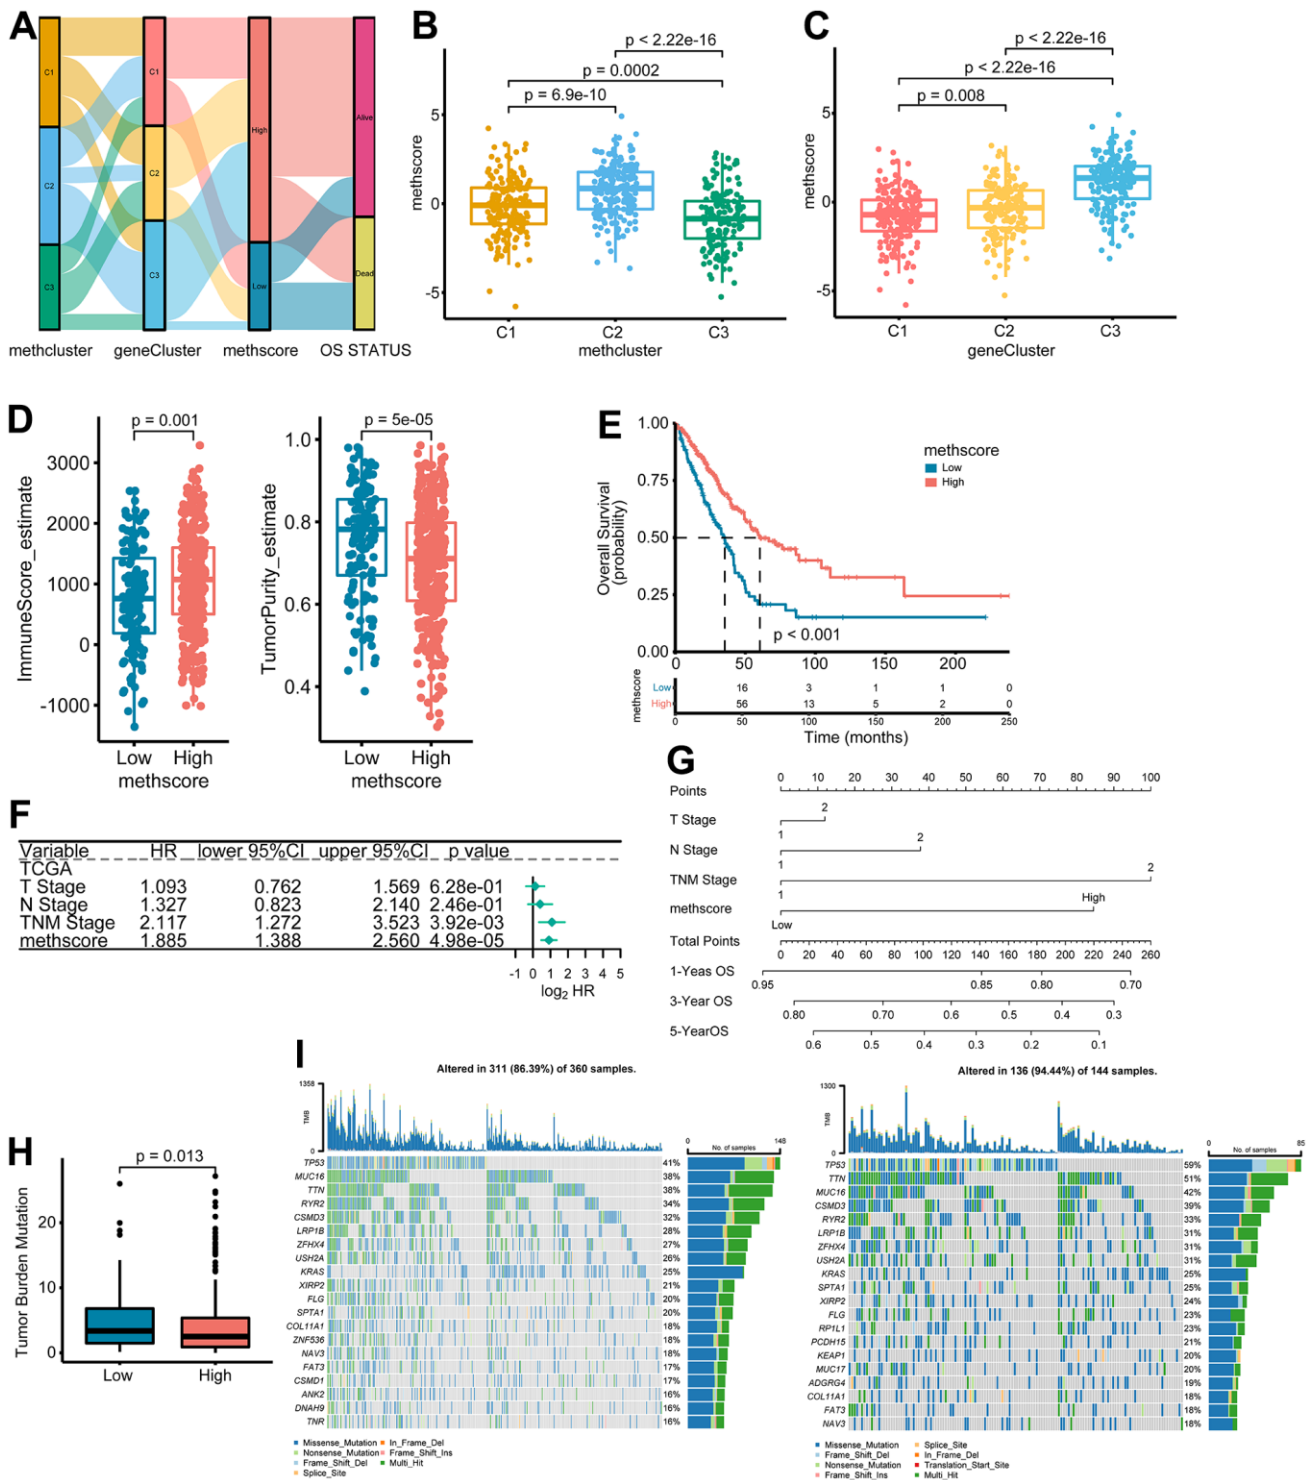 A
C1
C2
C3
C1
C2
C3
High
Low
Alive
Dead
methcluster geneCluster methscore OS STATUS
B
p < 2.22e-16
p = 0.0002
p = 6.9e-10
methscore
5
0
-5
C1 C2 C3
methcluster
C
p < 2.22e-16
p < 2.22e-16
p = 0.008
methscore
5
0
-5
C1 C2 C3
geneCluster
D
p = 0.001
ImmuneScore_estimate
3000
2000
1000
0
-1000
Low High
methscore
p = 5e-05
TumorPurity_estimate
1.0
0.8
0.6
0.4
Low High
methscore
E
Overall Survival
(probability)
1.00
0.75
0.50
0.25
0.00
methscore
Low
High
p < 0.001
0 50 100 150 200
methscore
Low 16 3 1 1 0
High 56 13 5 2 0
0 50 100 150 200 250
Time (months)
F
Variable HR lower 95%CI upper 95%CI p value
TCGA
T Stage 1.093 0.762 1.569 6.28e-01
N Stage 1.327 0.823 2.140 2.46e-01
TNM Stage 2.117 1.272 3.523 3.92e-03
methscore 1.885 1.388 2.560 4.98e-05
-1 0 1 2 3 4 5
log2 HR
G
0 10 20 30 40 50 60 70 80 90 100
Points
2
T Stage
1
2
N Stage
1
2
TNM Stage
1
High
methscore
Low
Total Points
0 20 40 60 80 100 120 140 160 180 200 220 240 260
1-Yeas OS
0.95 0.85 0.80 0.70
3-Year OS
0.80 0.70 0.6 0.5 0.4 0.3
5-YearOS
0.6 0.5 0.4 0.3 0.2 0.1
H
p = 0.013
Tumor Burden Mutation
20
10
0
Low High
I
Altered in 311 (86.39%) of 360 samples.
1358
TMB
0
0 148
No. of samples
TP53 41%
MUC16 38%
TTN 38%
RYR2 34%
CSMD3 32%
LRP1B 28%
ZFHX4 27%
USH2A 26%
KRAS 25%
XIRP2 21%
FLG 20%
SPTA1 20%
COL11A1 18%
ZNF536 18%
NAV3 18%
FAT3 17%
CSMD1 17%
ANK2 16%
DNAH9 16%
TNR 16%
Missense_Mutation In_Frame_Del
Nonsense_Mutation Frame_Shift_Ins
Frame_Shift_Del Multi_Hit
Splice_Site
Altered in 136 (94.44%) of 144 samples.
1300
TMB
0
0 85
No. of samples
TP53 59%
TTN 51%
MUC16 42%
CSMD3 39%
RYR2 33%
LRP1B 31%
ZFHX4 31%
USH2A 31%
KRAS 25%
SPTA1 25%
XIRP2 24%
FLG 23%
RP1L1 23%
PCDH15 21%
KEAP1 20%
MUC17 20%
ADGRG4 19%
COL11A1 18%
FAT3 18%
NAV3 18%
Missense_Mutation Splice_Site
Frame_Shift_Del In_Frame_Del
Nonsense_Mutation Translation_Start_Site
Frame_Shift_Ins Multi_Hit